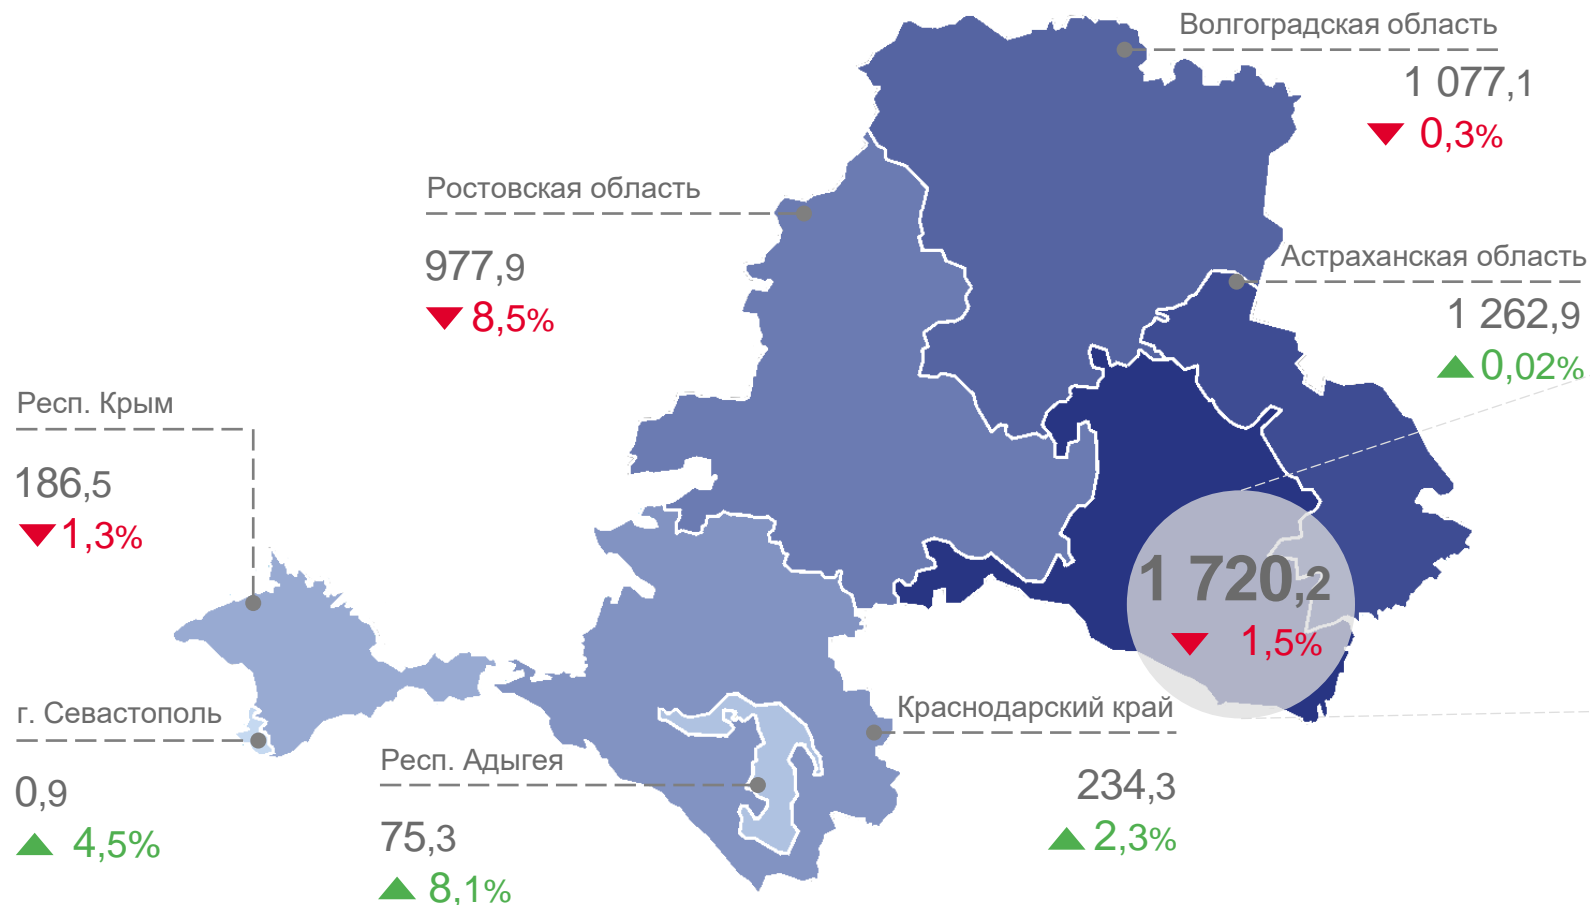 Волгоградская область
1 077,1
0,3%
Ростовская область
977,9
8,5%
Астраханская область
1 262,9
0,02%
Респ. Крым
186,5
1,3%
1 720,2
1,5%
г. Севастополь
0,9
4,5%
Респ. Адыгея
75,3
8,1%
Краснодарский край
234,3
2,3%